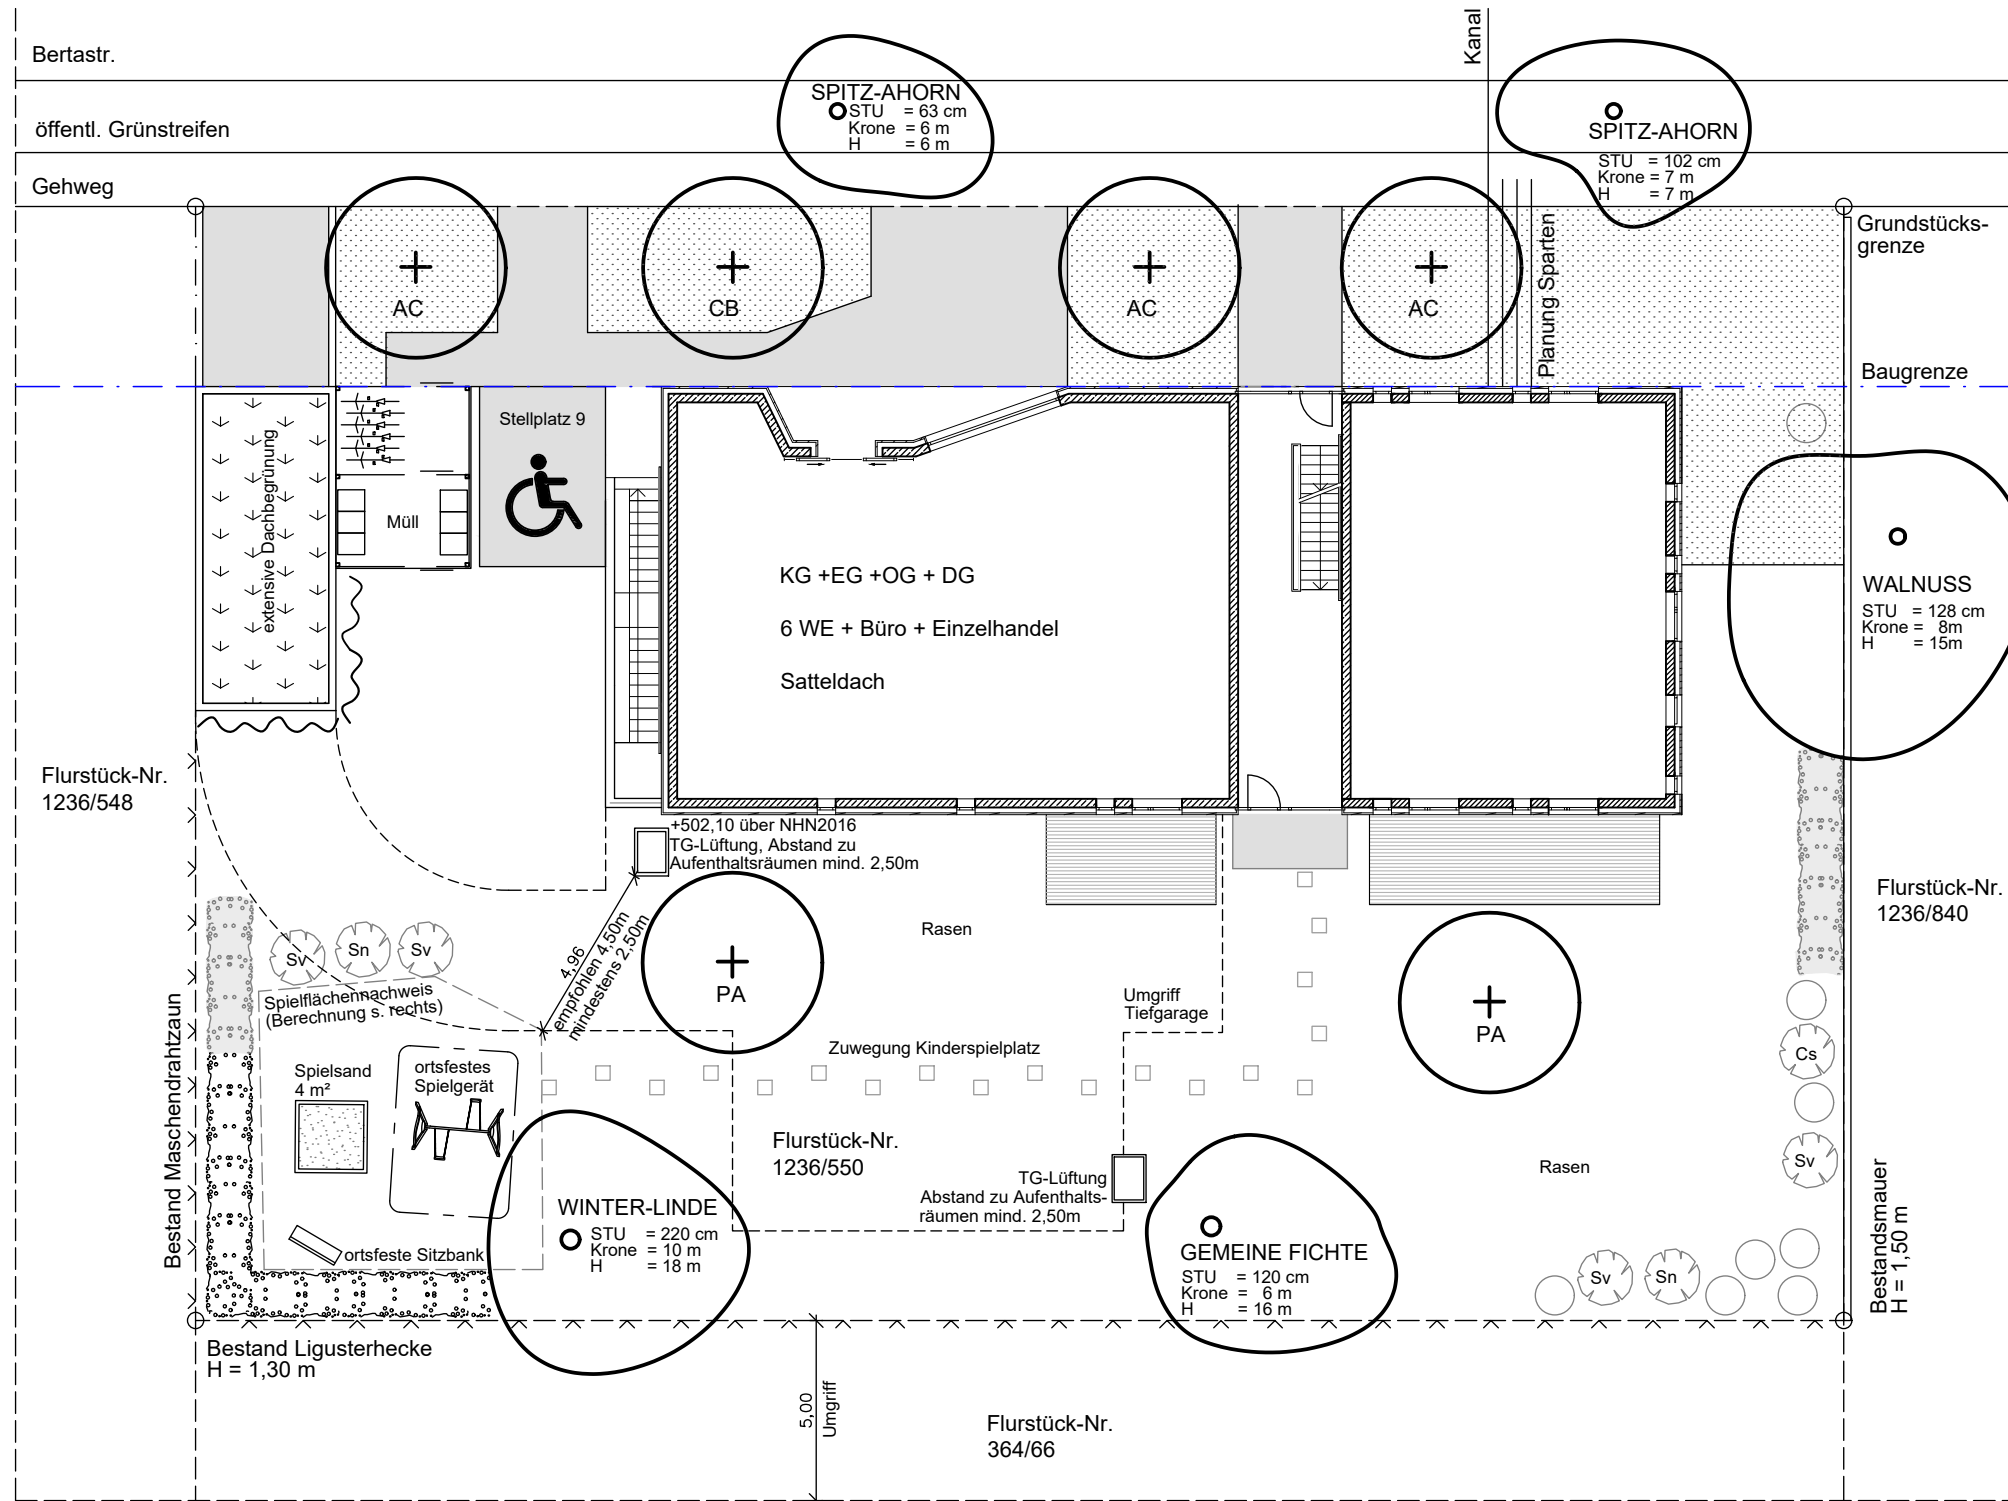 Bertastr.
öffentl. Grünstreifen
Gehweg
SPITZ-AHORN
STU = 63 cm
Krone = 6 m
H = 6 m
Kanal
SPITZ-AHORN
STU = 102 cm
Krone = 7 m
H = 7 m
Grundstücks-
grenze
AC
CB
AC
AC
Planung Sparten
Baugrenze
extensive Dachbegrünung
Müll
Stellplatz 9
KG +EG +OG + DG
6 WE + Büro + Einzelhandel
Satteldach
WALNUSS
STU = 128 cm
Krone = 8m
H = 15m
Flurstück-Nr.
1236/548
+502,10 über NHN2016
TG-Lüftung, Abstand zu
Aufenthaltsräumen mind. 2,50m
Flurstück-Nr.
1236/840
Rasen
Sv
Sn
Sv
4,96
empfohlen 4,50m
mindestens 2,50m
PA
Umgriff
Tiefgarage
PA
Spielflächennachweis
(Berechnung s. rechts)
Zuwegung Kinderspielplatz
Cs
Spielsand
4 m²
ortsfestes
Spielgerät
Bestand Maschendrahtzaun
Flurstück-Nr.
1236/550
TG-Lüftung
Abstand zu Aufenthalts-
räumen mind. 2,50m
Rasen
Sv
WINTER-LINDE
STU = 220 cm
Krone = 10 m
H = 18 m
GEMEINE FICHTE
STU = 120 cm
Krone = 6 m
H = 16 m
ortsfeste Sitzbank
Sv
Sn
Bestandsmauer
H = 1,50 m
Bestand Ligusterhecke
H = 1,30 m
5,00
Umgriff
Flurstück-Nr.
364/66